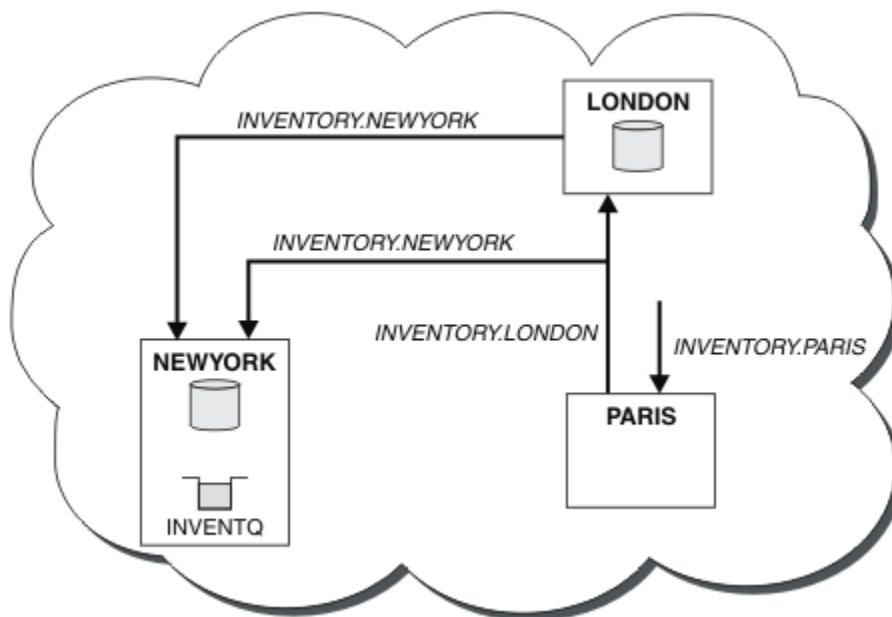 LONDON
INVENTORY.NEWYORK
INVENTORY.NEWYORK
INVENTORY.LONDON
INVENTORY.PARIS
NEWYORK
PARIS
INVENTQ